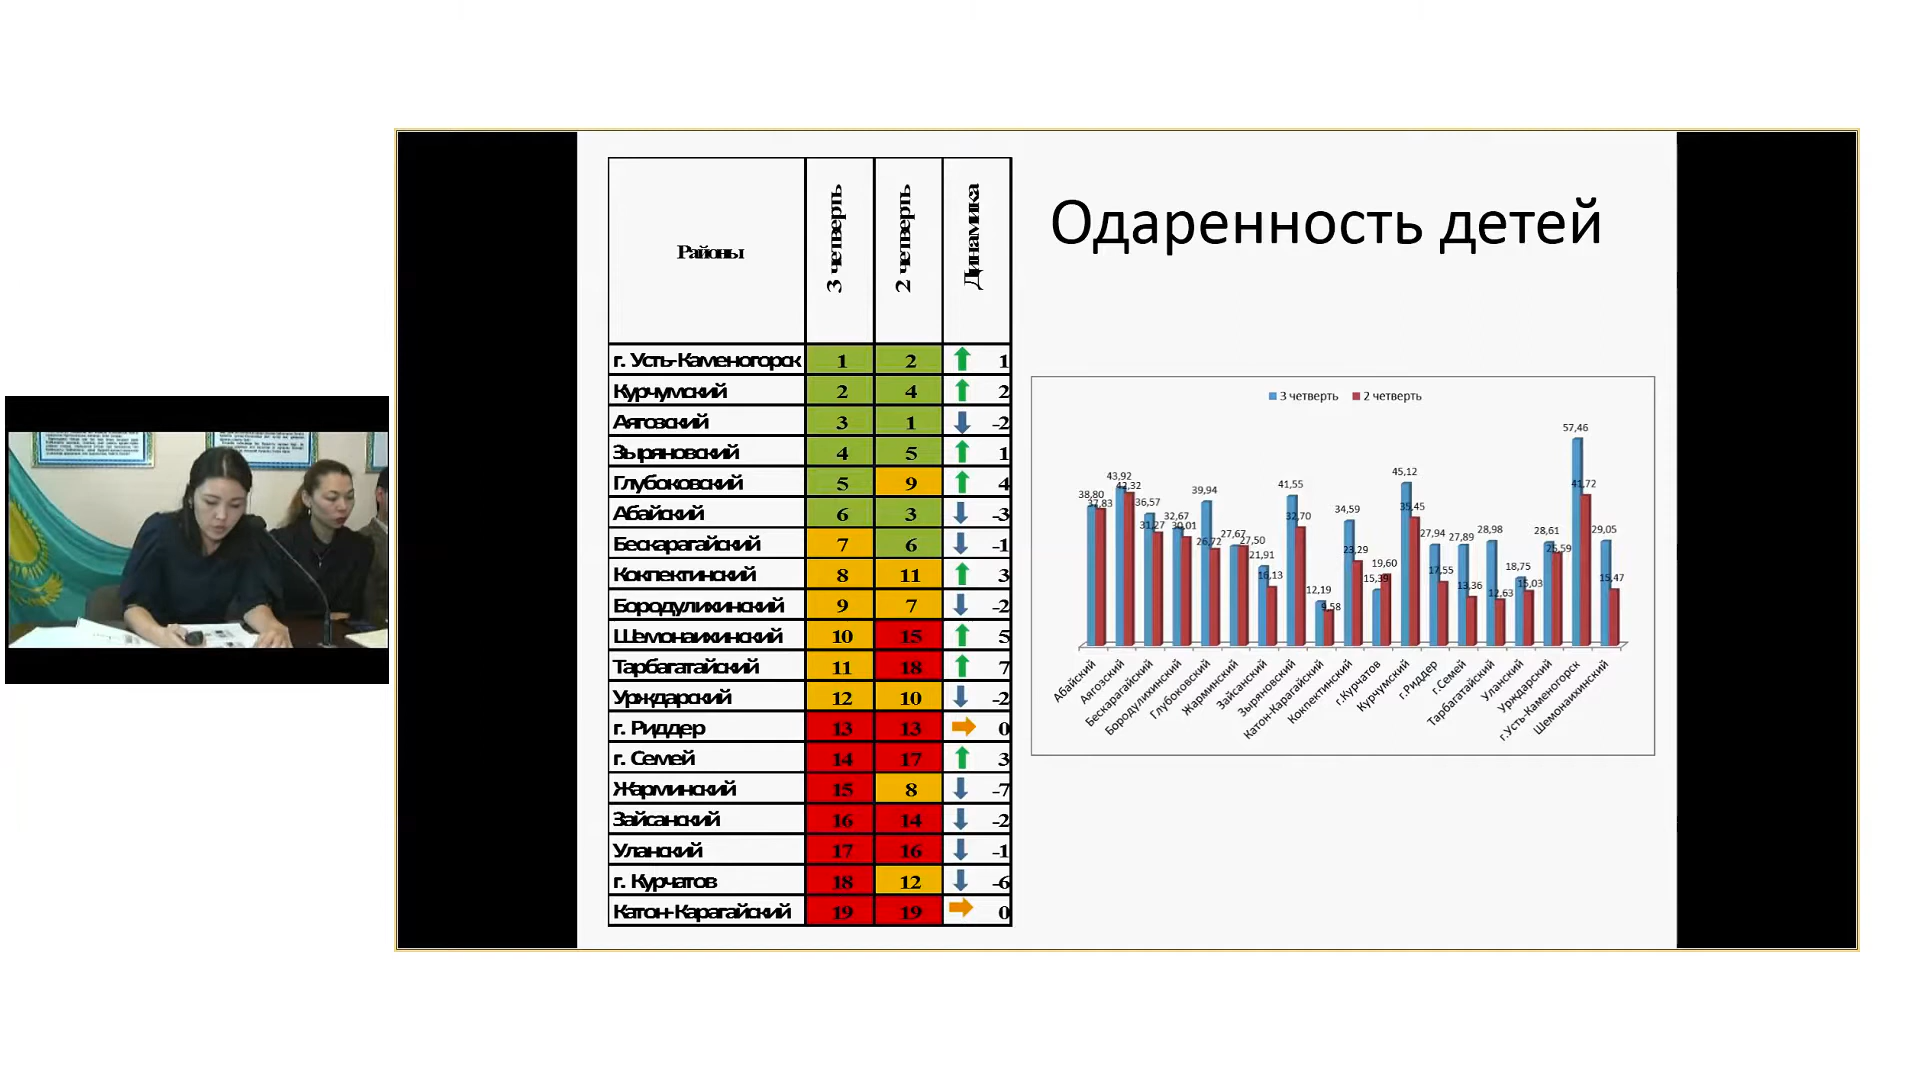 Районы 3 четверть 2 четверть Динамика
г. Усть-Каменогорск 1 2 1
Курчумский 2 4 2
Аягозский 3 1 -2
Зыряновский 4 5 1
Глубоковский 5 9 4
Абайский 6 3 -3
Бескарагайский 7 6 -1
Кокпектинский 8 11 3
Бородулихинский 9 7 -2
Шемонаихинский 10 15 5
Тарбагатайский 11 18 7
Урждарский 12 10 -2
г. Риддер 13 13 0
г. Семей 14 17 3
Жарминский 15 8 -7
Зайсанский 16 14 -2
Уланский 17 16 -1
г. Курчатов 18 12 -6
Катон-Карагайский 19 19 0
Одаренность детей
3 четверть 2 четверть
38,80 37,83
43,92 42,32
36,57 31,27
32,67 30,01
39,94 26,72
27,67 27,50
21,91 16,13
41,55 32,70
12,19 9,58
34,59 23,29
15,39 19,60
45,12 35,45
27,94 17,55
27,89 13,36
28,98 12,63
18,75 15,03
28,61 25,59
57,46 41,72
29,05 15,47
Абайский
Аягозский
Бескарагайский
Бородулихинский
Глубоковский
Жарминский
Зайсанский
Зыряновский
Катон-Карагайский
Кокпектинский
г.Курчатов
Курчумский
г.Риддер
г.Семей
Тарбагатайский
Уланский
Урждарский
г.Усть-Каменогорск
Шемонаихинский